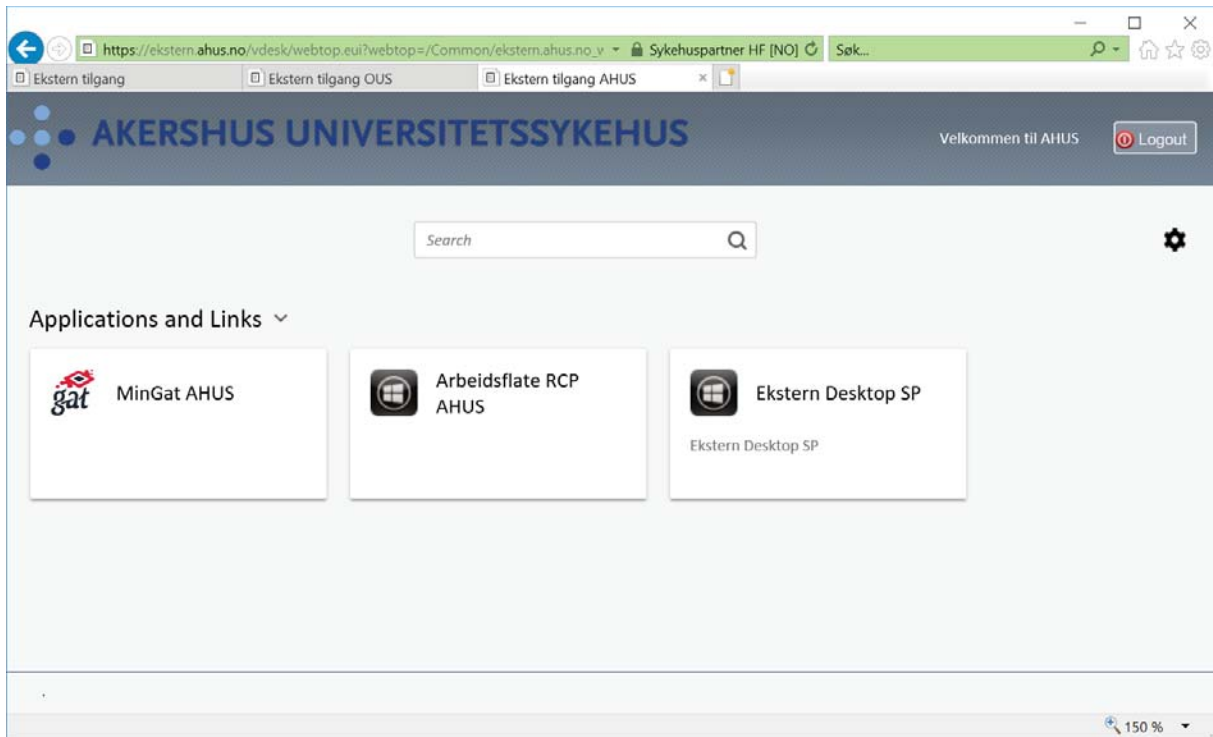 https://ekstern.ahus.no/vdesk/webtop.eui?webtop=/Common/ekstern.ahus.no_v Sykehuspartner HF [NO] Søk...
Ekstern tilgang Ekstern tilgang OUS Ekstern tilgang AHUS
AKERSHUS UNIVERSITETSSYKEHUS
Velkommen til AHUS Logout
Search
Applications and Links
gat MinGat AHUS
Arbeidsflate RCP
AHUS
Ekstern Desktop SP
Ekstern Desktop SP
150 %